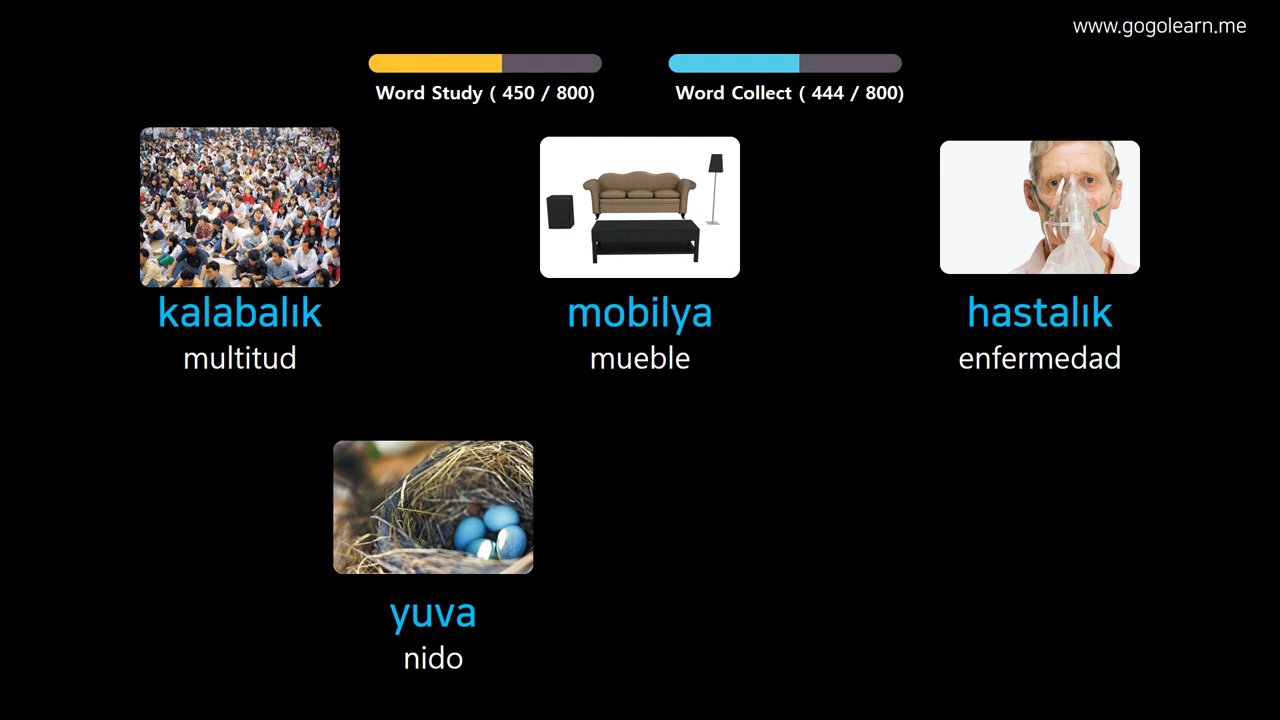 www.gogolearn.me
Word Study ( 450 / 800)
Word Collect ( 444 / 800)
kalabalık
multitud
mobilya
mueble
hastalık
enfermedad
yuva
nido